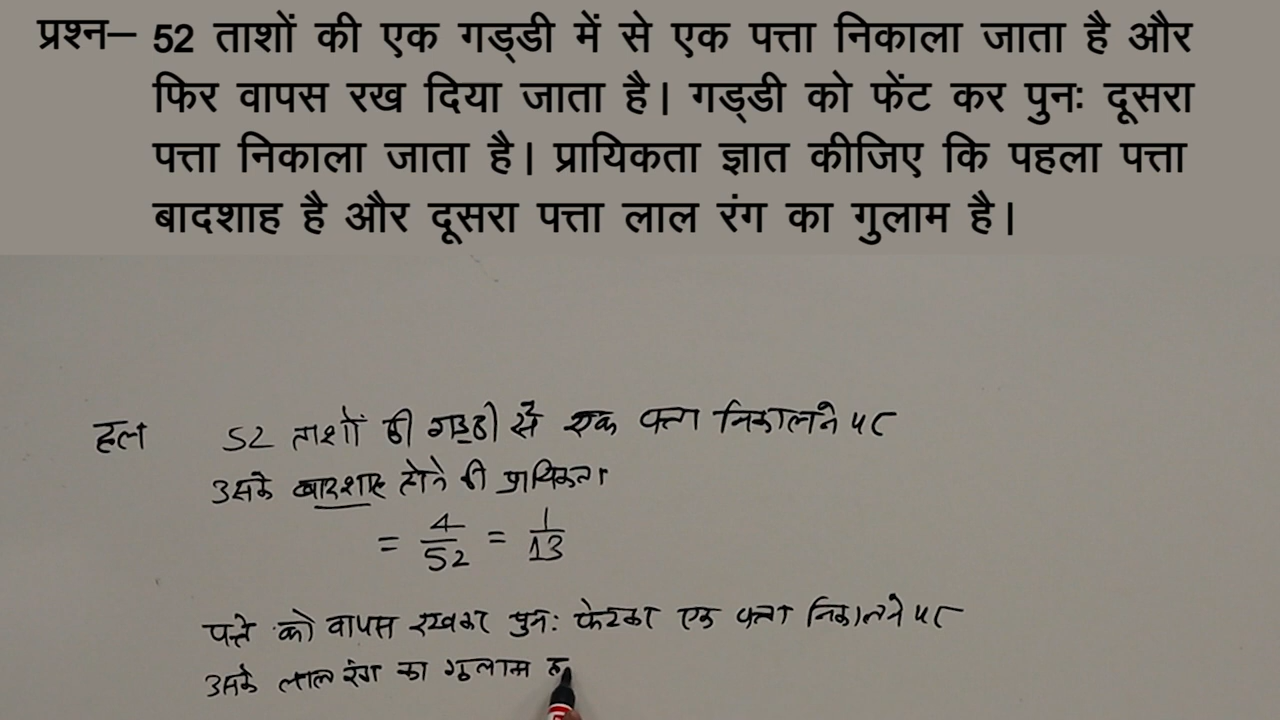 प्रश्न– 52 ताशों की एक गड्डी में से एक पत्ता निकाला जाता है और
फिर वापस रख दिया जाता है। गड्डी को फेंट कर पुनः दूसरा
पत्ता निकाला जाता है। प्रायिकता ज्ञात कीजिए कि पहला पत्ता
बादशाह है और दूसरा पत्ता लाल रंग का गुलाम है।
हल 52 ताशों की गड्डी से एक पत्ता निकालने पर
उसके बादशाह होने की प्रायिकता
= 4/52 = 1/13
पत्ते को वापस रखकर पुनः फेटकर एक पत्ता निकालने पर
उसके लाल रंग का गुलाम ह